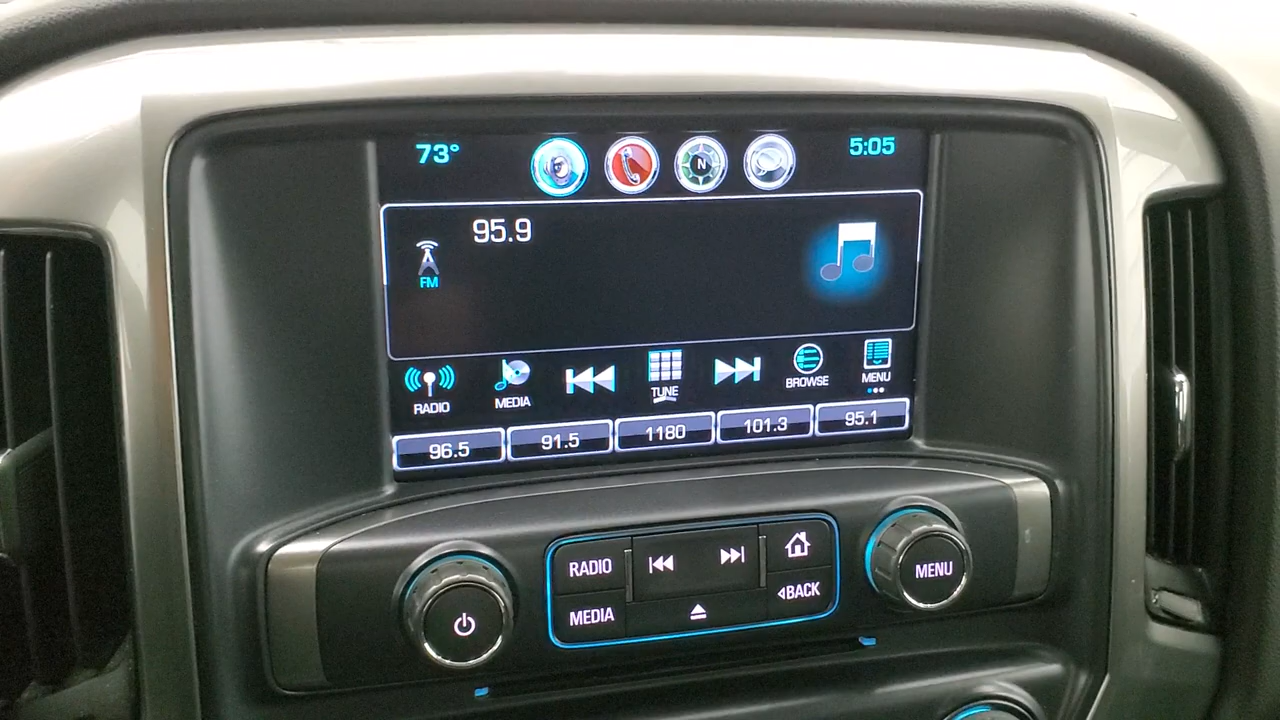 73° N 5:05
95.9
FM
RADIO MEDIA TUNE BROWSE MENU
96.5 91.5 1180 101.3 95.1
RADIO
MEDIA
BACK
MENU